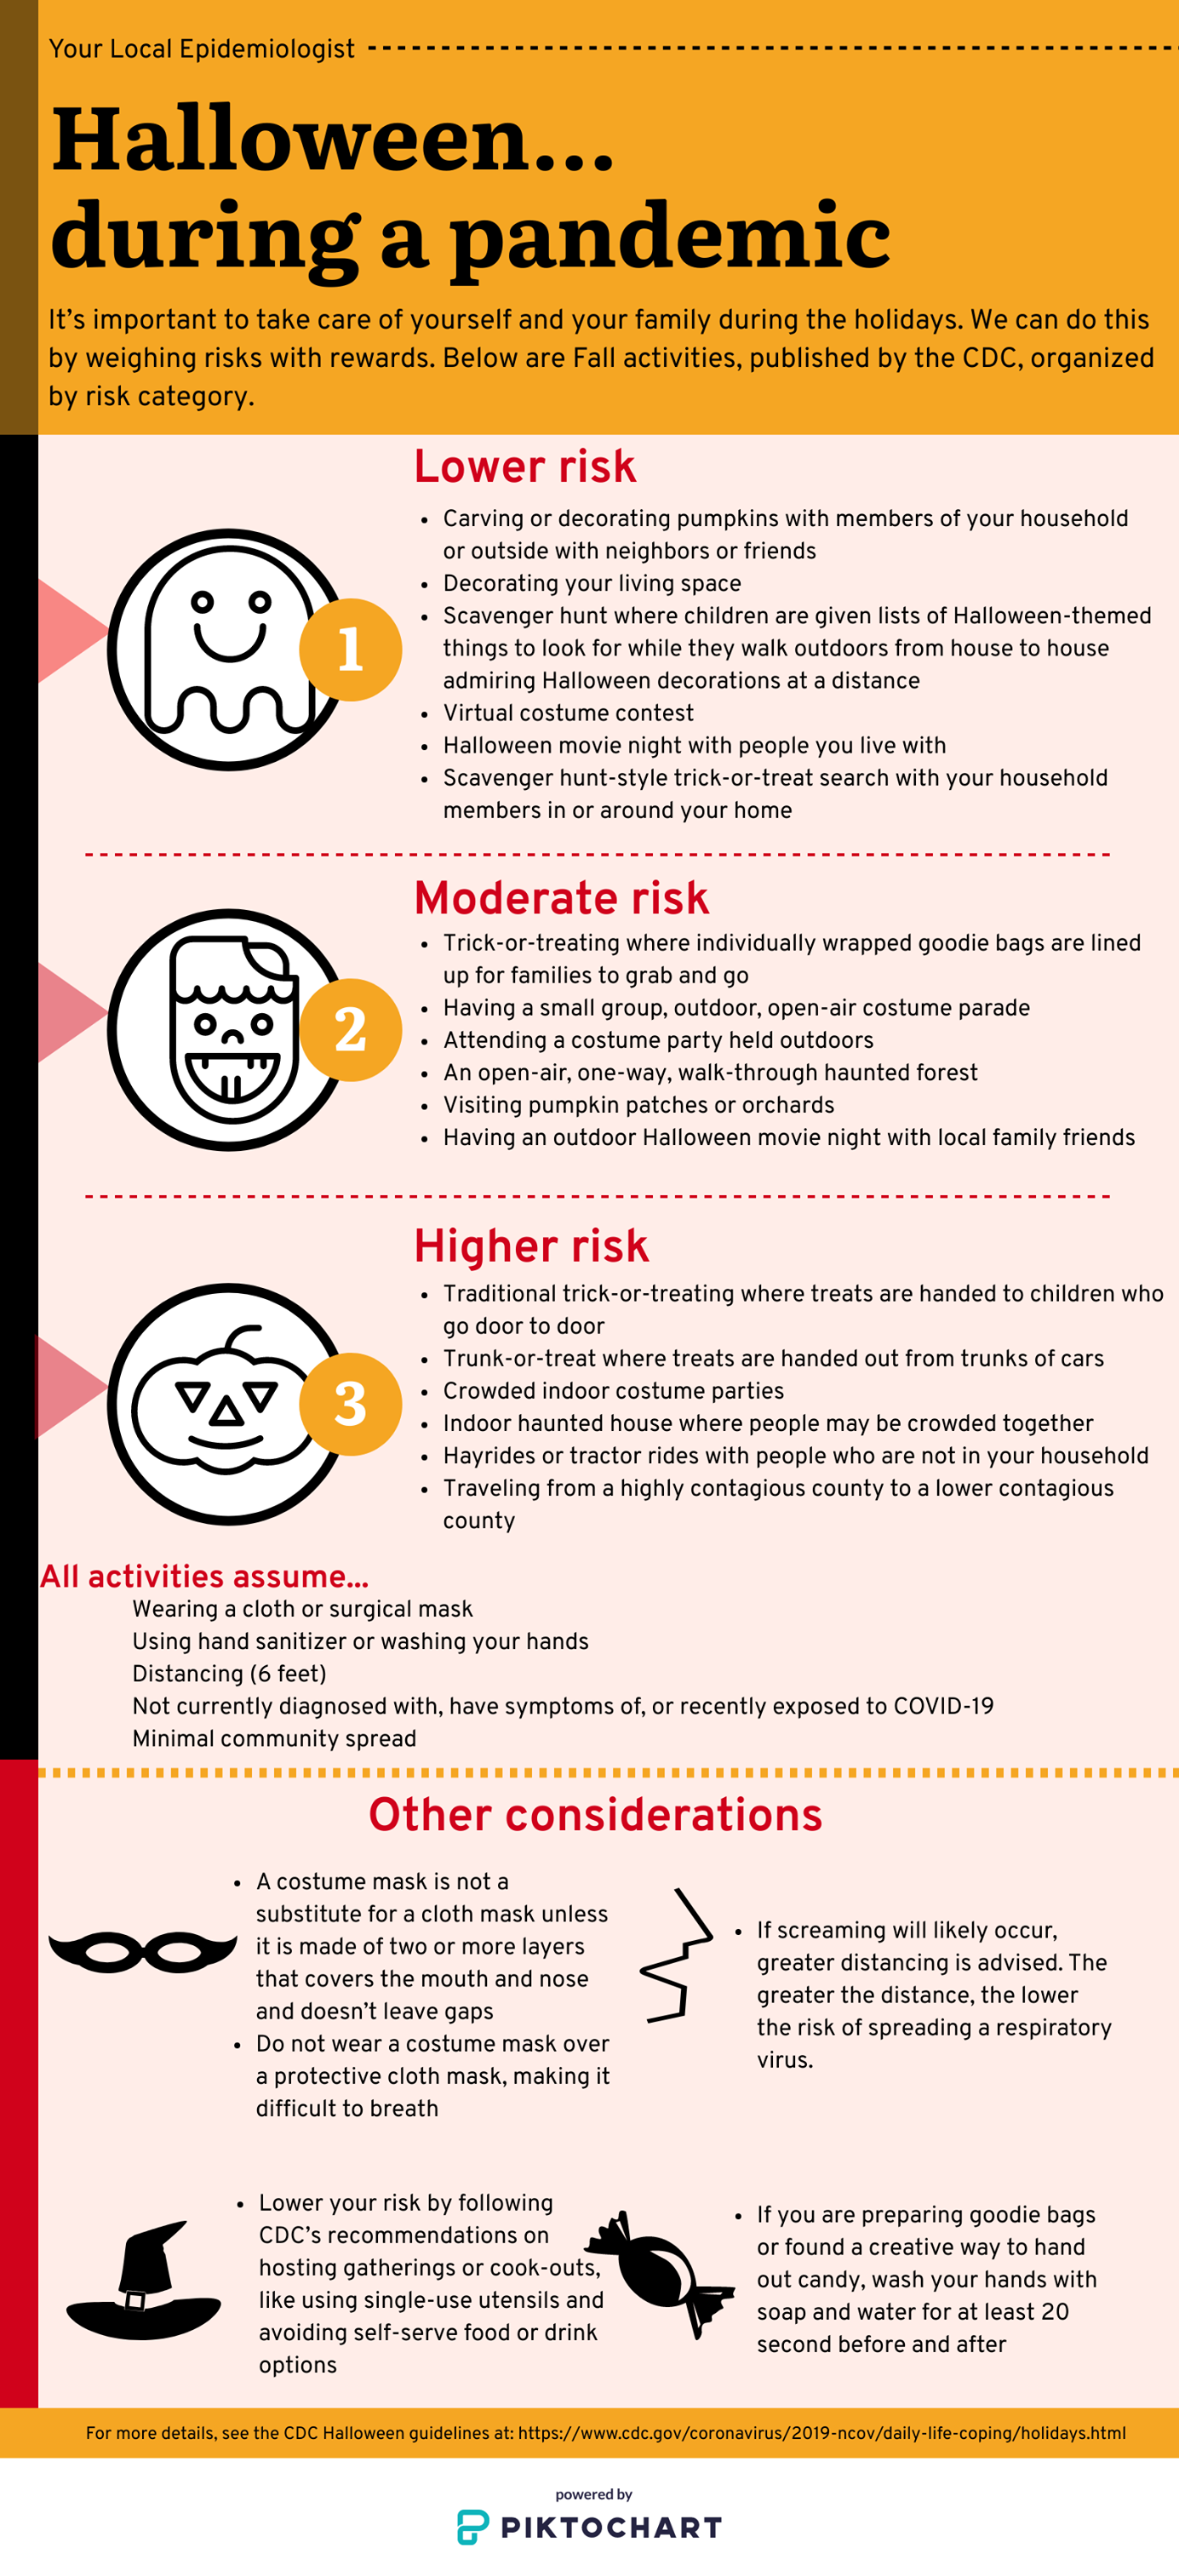 Your Local Epidemiologist
Halloween...
during a pandemic
It's important to take care of yourself and your family during the holidays. We can do this
by weighing risks with rewards. Below are Fall activities, published by the CDC, organized
by risk category.
Lower risk
1
• Carving or decorating pumpkins with members of your household
or outside with neighbors or friends
• Decorating your living space
• Scavenger hunt where children are given lists of Halloween-themed
things to look for while they walk outdoors from house to house
admiring Halloween decorations at a distance
• Virtual costume contest
• Halloween movie night with people you live with
• Scavenger hunt-style trick-or-treat search with your household
members in or around your home
Moderate risk
2
• Trick-or-treating where individually wrapped goodie bags are lined
up for families to grab and go
• Having a small group, outdoor, open-air costume parade
• Attending a costume party held outdoors
• An open-air, one-way, walk-through haunted forest
• Visiting pumpkin patches or orchards
• Having an outdoor Halloween movie night with local family friends
Higher risk
3
• Traditional trick-or-treating where treats are handed to children who
go door to door
• Trunk-or-treat where treats are handed out from trunks of cars
• Crowded indoor costume parties
• Indoor haunted house where people may be crowded together
• Hayrides or tractor rides with people who are not in your household
• Traveling from a highly contagious county to a lower contagious
county
All activities assume...
Wearing a cloth or surgical mask
Using hand sanitizer or washing your hands
Distancing (6 feet)
Not currently diagnosed with, have symptoms of, or recently exposed to COVID-19
Minimal community spread
Other considerations
• A costume mask is not a
substitute for a cloth mask unless
it is made of two or more layers
that covers the mouth and nose
and doesn't leave gaps
• Do not wear a costume mask over
a protective cloth mask, making it
difficult to breath
• If screaming will likely occur,
greater distancing is advised. The
greater the distance, the lower
the risk of spreading a respiratory
virus.
• Lower your risk by following
CDC's recommendations on
hosting gatherings or cook-outs,
like using single-use utensils and
avoiding self-serve food or drink
options
• If you are preparing goodie bags
or found a creative way to hand
out candy, wash your hands with
soap and water for at least 20
second before and after
For more details, see the CDC Halloween guidelines at: https://www.cdc.gov/coronavirus/2019-ncov/daily-life-coping/holidays.html
powered by
PIKTOCHART